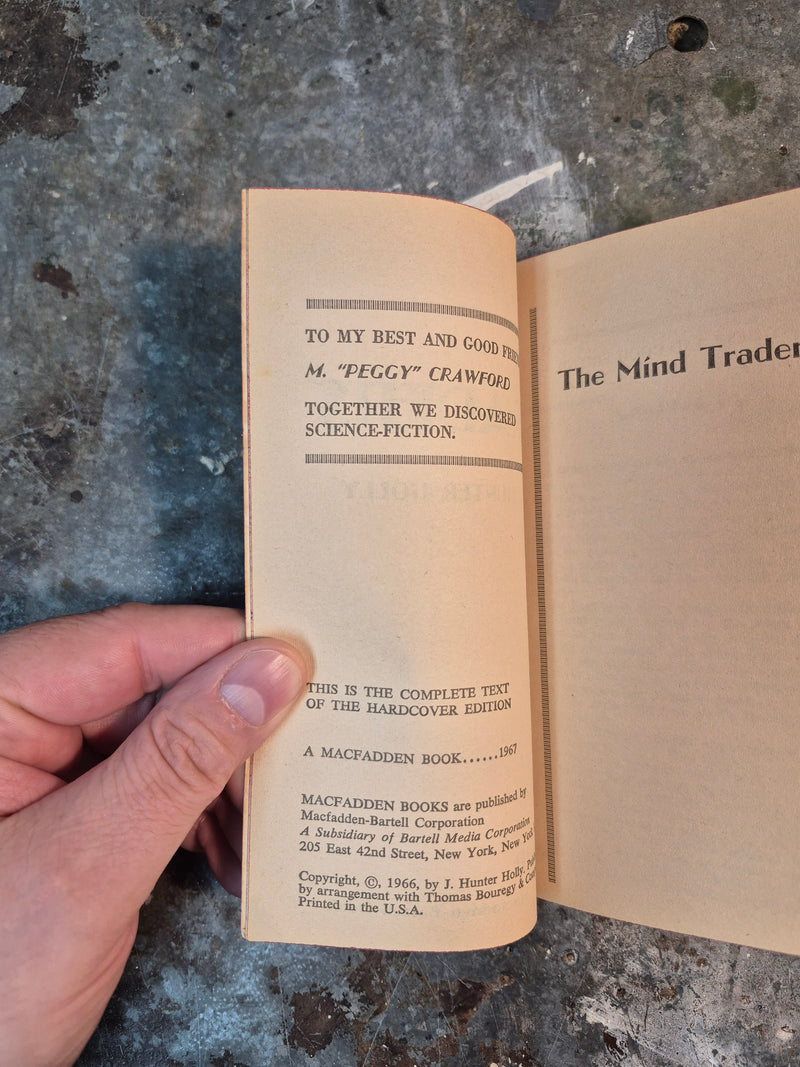 TO MY BEST AND GOOD
M. "PEGGY" CRAWFORD
TOGETHER WE DISCOVERED
SCIENCE-FICTION.
THIS IS THE COMPLETE TEXT
OF THE HARDCOVER EDITION
A MACFADDEN BOOK......1967
MACFADDEN BOOKS are published by
Macfadden-Bartell Corporation
A Subsidiary of Bartell Media Corporation
205 East 42nd Street, New York, New York
Copyright, ©, 1966, by J. Hunter Holly.
by arrangement with Thomas Bouregy &
Printed in the U.S.A.
The Mind Trader